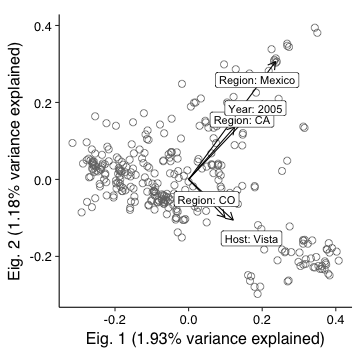 0.4
0.2
0.0
-0.2
Eig. 2 (1.18% variance explained)
Region: Mexico
Year: 2005
Region: CA
Region: CO
Host: Vista
-0.2
0.0
0.2
0.4
Eig. 1 (1.93% variance explained)